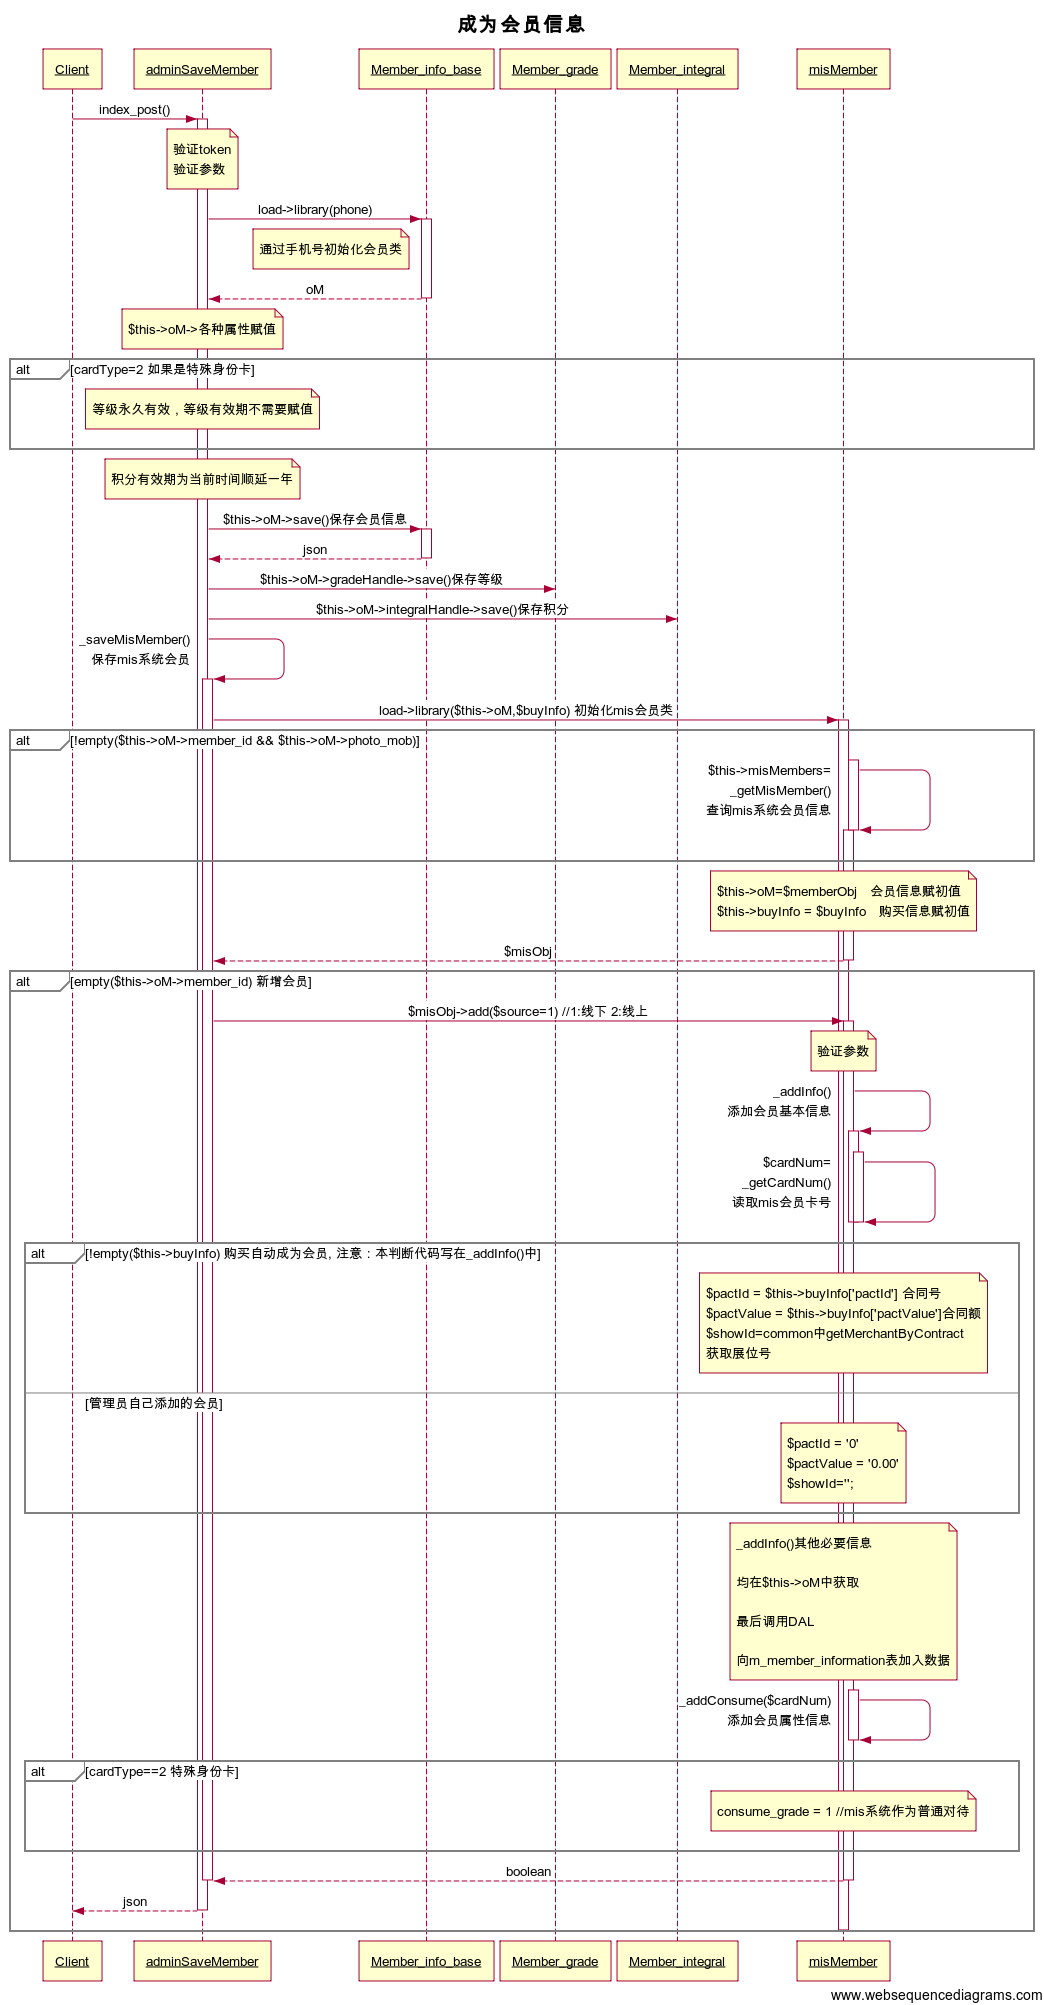 成为会员信息
Client
adminSaveMember
Member_info_base
Member_grade
Member_integral
misMember
index_post()
验证token
验证参数
load->library(phone)
通过手机号初始化会员类
oM
$this->oM->各种属性赋值
alt
[cardType=2 如果是特殊身份卡]
等级永久有效，等级有效期不需要赋值
积分有效期为当前时间顺延一年
$this->oM->save()保存会员信息
json
$this->oM->gradeHandle->save()保存等级
$this->oM->integralHandle->save()保存积分
_saveMisMember()
保存mis系统会员
load->library($this->oM,$buyInfo) 初始化mis会员类
alt
[!empty($this->oM->member_id && $this->oM->photo_mob)]
$this->misMembers=
_getMisMember()
查询mis系统会员信息
$this->oM=$memberObj　会员信息赋初值
$this->buyInfo = $buyInfo　购买信息赋初值
$misObj
alt
[empty($this->oM->member_id) 新增会员]
$misObj->add($source=1) //1:线下 2:线上
验证参数
_addInfo()
添加会员基本信息
$cardNum=
_getCardNum()
读取mis会员卡号
alt
[!empty($this->buyInfo) 购买自动成为会员, 注意：本判断代码写在_addInfo()中]
$pactId = $this->buyInfo['pactId'] 合同号
$pactValue = $this->buyInfo['pactValue']合同额
$showId=common中getMerchantByContract
获取展位号
[管理员自己添加的会员]
$pactId = '0'
$pactValue = '0.00'
$showId='';
_addInfo()其他必要信息
均在$this->oM中获取
最后调用DAL
向m_member_information表加入数据
_addConsume($cardNum)
添加会员属性信息
alt
[cardType==2 特殊身份卡]
consume_grade = 1 //mis系统作为普通对待
boolean
json
Client
adminSaveMember
Member_info_base
Member_grade
Member_integral
misMember
www.websequencediagrams.com